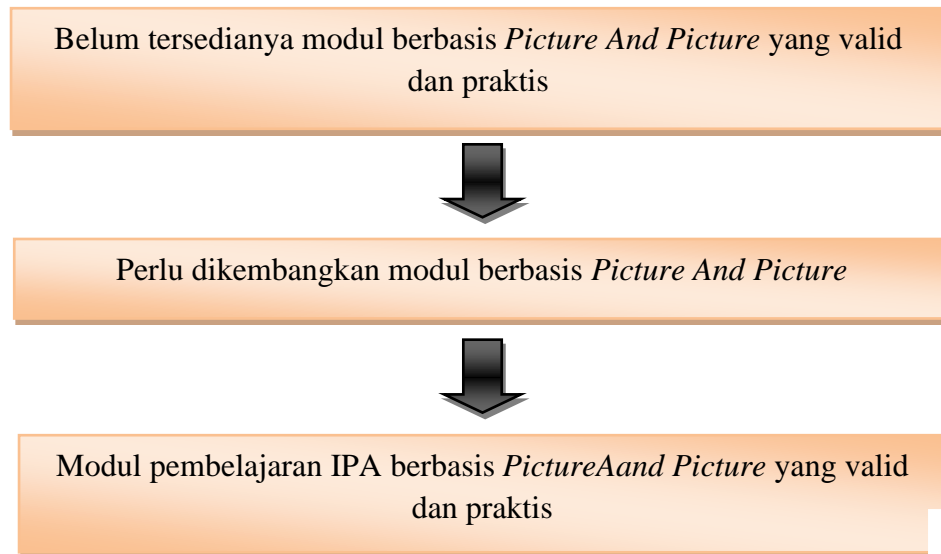 Belum tersedianya modul berbasis Picture And Picture yang valid
dan praktis
Perlu dikembangkan modul berbasis Picture And Picture
Modul pembelajaran IPA berbasis PictureAand Picture yang valid
dan praktis